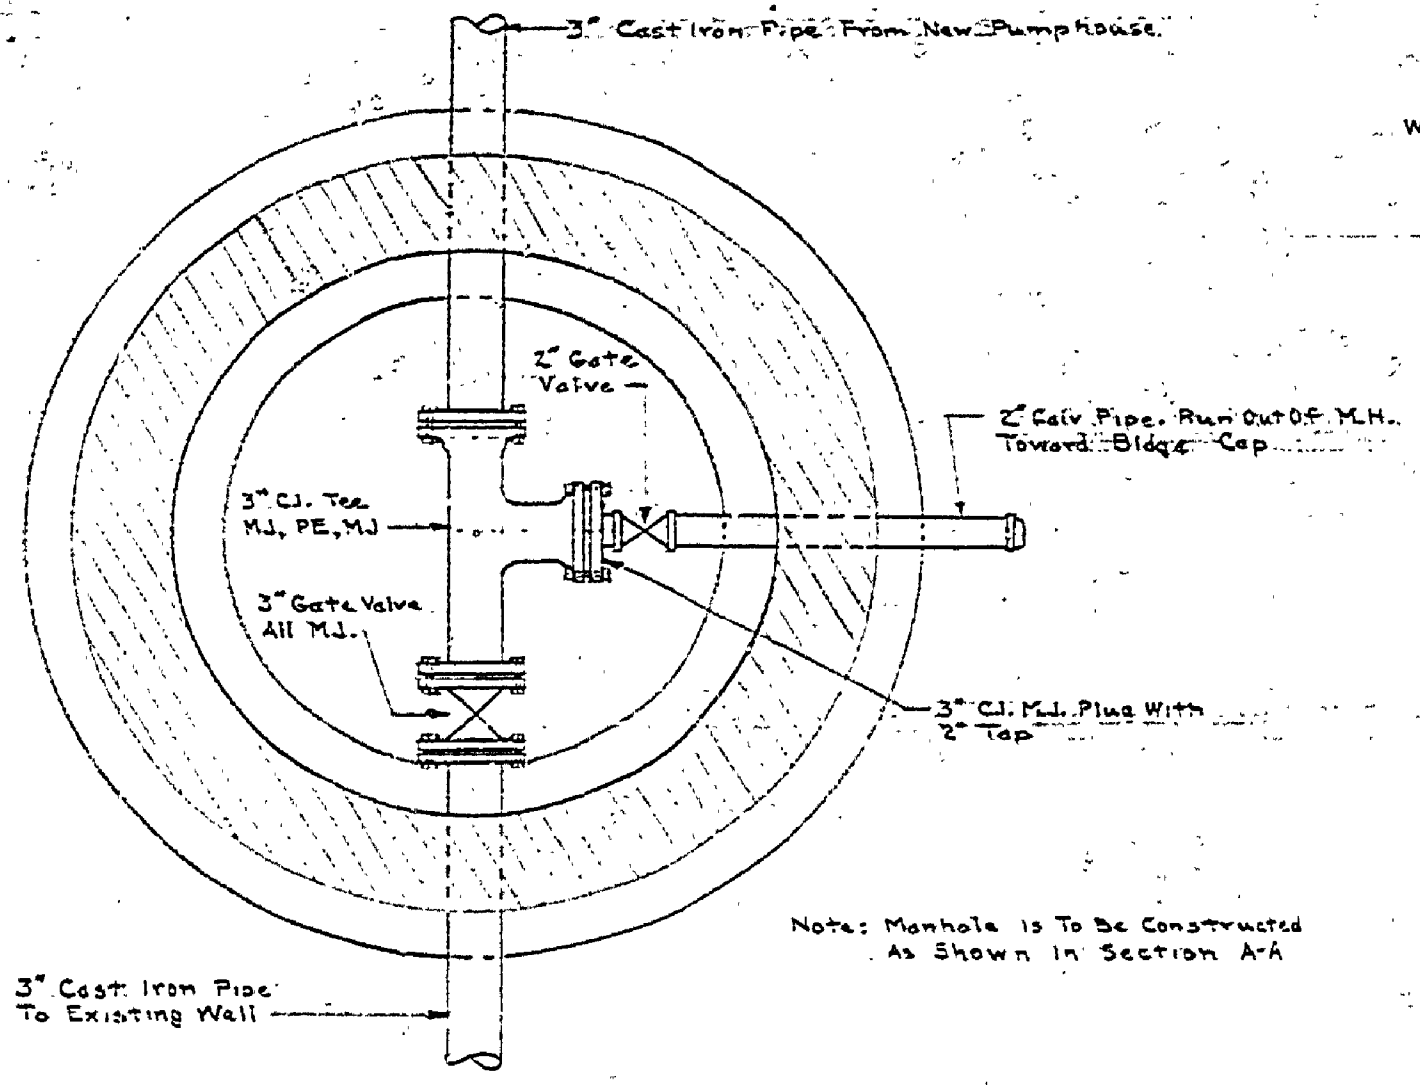 3" Cast Iron Pipe From New Pumphouse.
W
2" Gate
Valve
2" Galv Pipe. Run Out Of M.H.
Toward Bldg & Cap
3" C.I. Tee
MJ, PE, MJ
3" Gate Valve
All M.J.
3" C.I. M.J. Plug With
2" Tap
Note: Manhole Is To Be Constructed
As Shown In Section A-A
3" Cast Iron Pipe
To Existing Wall